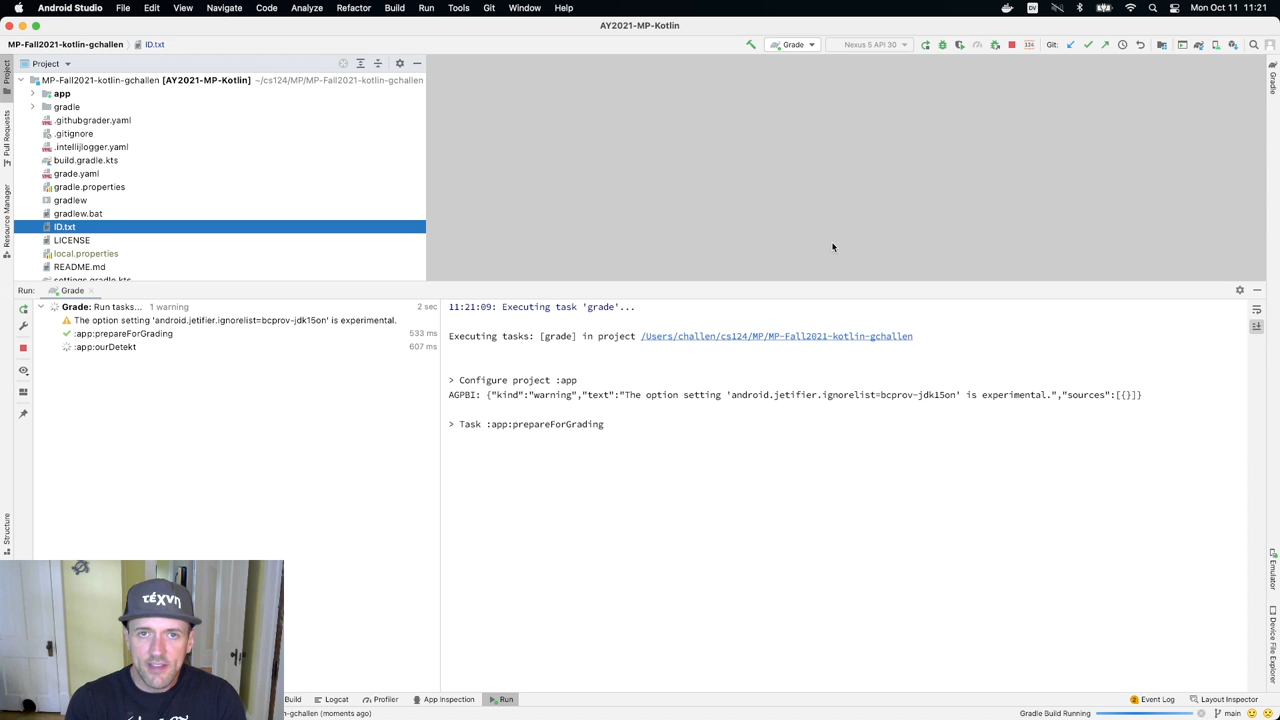 Android Studio File Edit View Navigate Code Analyze Refactor Build Run Tools Git Window Help DV Mon Oct 11 11:21
AY2021-MP-Kotlin
MP-Fall2021-kotlin-gchallen ID.txt Grade Nexus 5 API 30 Git:
Project
MP-Fall2021-kotlin-gchallen [AY2021-MP-Kotlin] ~/cs124/MP/MP-Fall2021-kotlin-gchallen
app
gradle
.githubgrader.yaml
.gitignore
.intellijlogger.yaml
build.gradle.kts
grade.yaml
gradle.properties
gradlew
gradlew.bat
ID.txt
LICENSE
local.properties
README.md
settings.gradle.kts
Project
Pull Requests
Resource Manager
Structure
Gradle
Emulator
Device File Explorer
Run: Grade
Grade: Run tasks... 1 warning 2 sec
The option setting 'android.jetifier.ignorelist=bcprov-jdk15on' is experimental.
:app:prepareForGrading 533 ms
:app:ourDetekt 607 ms
11:21:09: Executing task 'grade'...
Executing tasks: [grade] in project /Users/challen/cs124/MP/MP-Fall2021-kotlin-gchallen
> Configure project :app
AGPBI: {"kind":"warning","text":"The option setting 'android.jetifier.ignorelist=bcprov-jdk15on' is experimental.","sources":[{}]}
> Task :app:prepareForGrading
τέχνη
Build Logcat Profiler App Inspection Run Event Log Layout Inspector
n-gchallen (moments ago) Gradle Build Running main